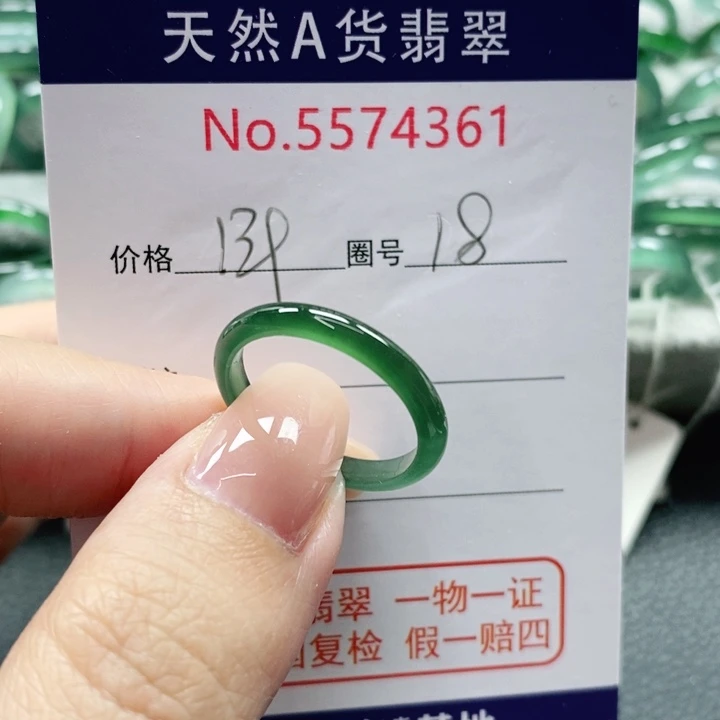 天然A货翡翠
No.5574361
价格 139 圈号 18
翡翠 一物一证
复检 假一赔四